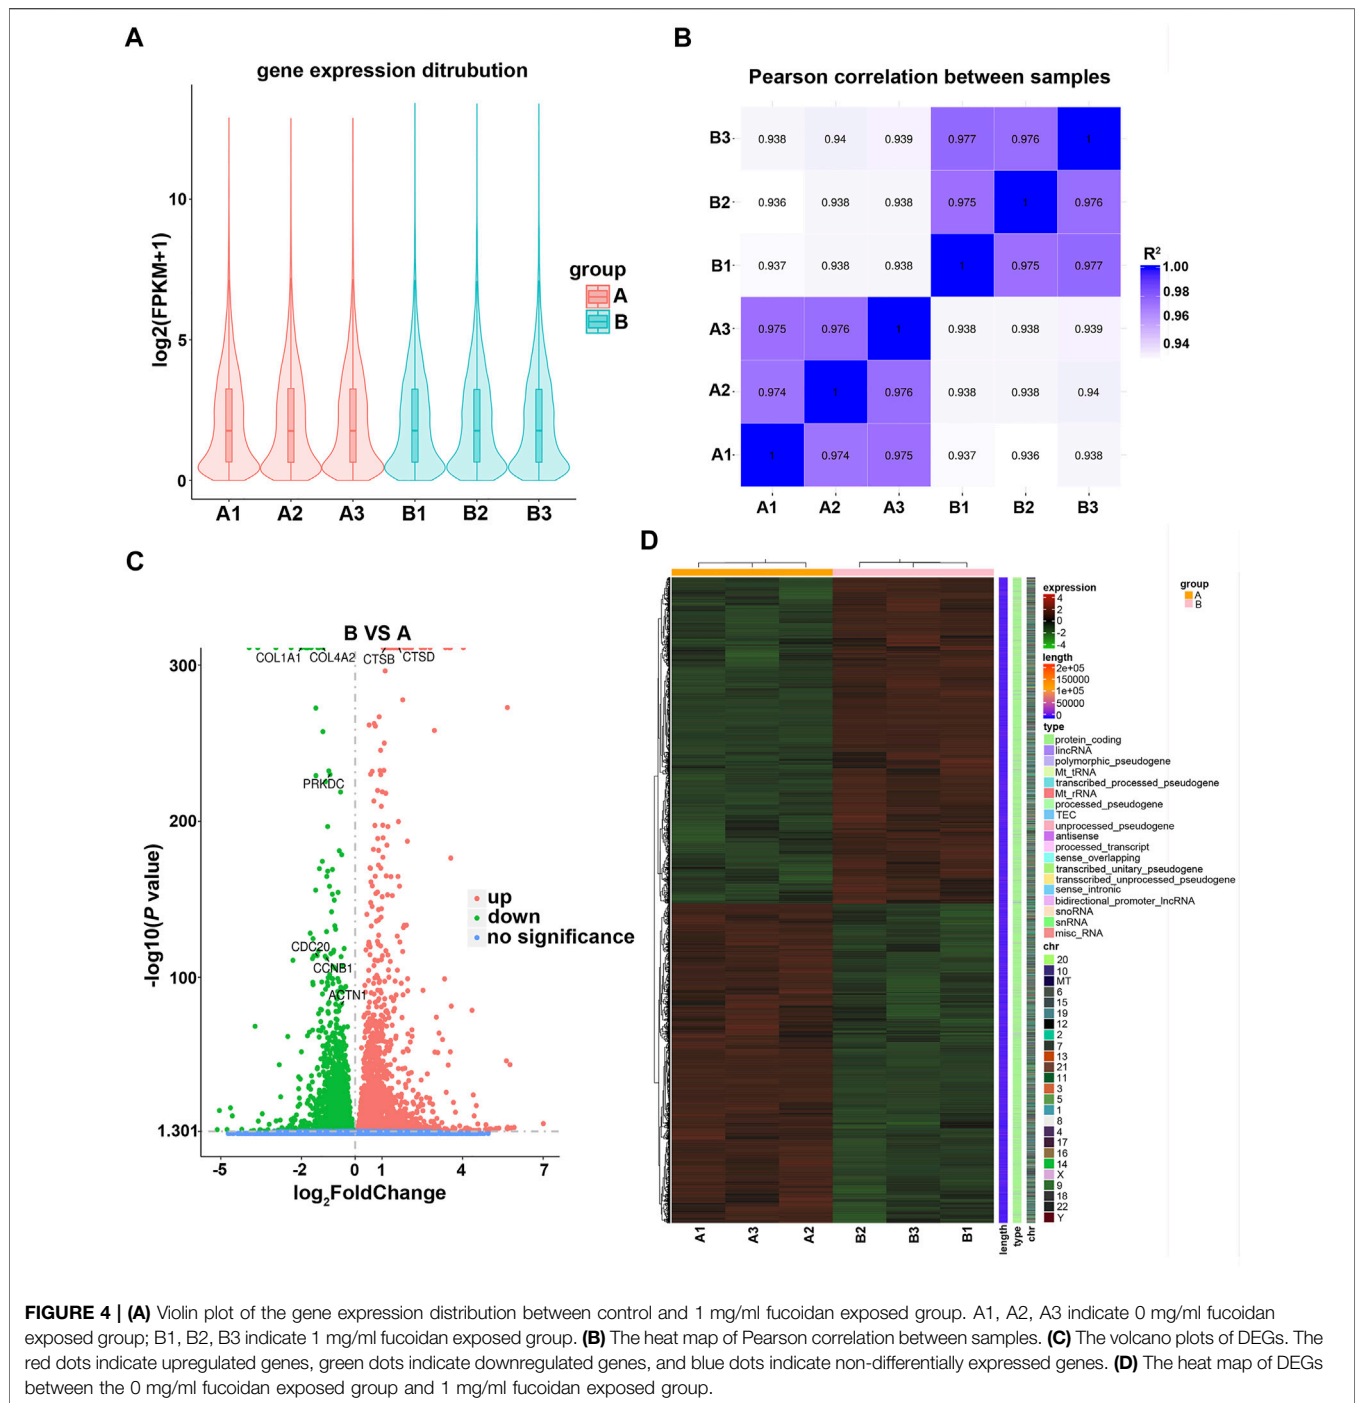 A
gene expression ditrubution
log2(FPKM+1)
10
5
0
A1 A2 A3 B1 B2 B3
group
A
B
B
Pearson correlation between samples
B3 0.938 0.94 0.939 0.977 0.976 1
B2 0.936 0.938 0.938 0.975 1 0.976
B1 0.937 0.938 0.938 1 0.975 0.977
A3 0.975 0.976 1 0.938 0.938 0.939
A2 0.974 1 0.976 0.938 0.938 0.94
A1 1 0.974 0.975 0.937 0.936 0.938
A1 A2 A3 B1 B2 B3
R²
1.00
0.98
0.96
0.94
C
B VS A
COL1A1 COL4A2 CTSB CTSD
PRKDC
CDC20
CCNB1
ACTN1
-log10(P value)
300
200
100
1.301
-5 -2 0 1 4 7
log₂FoldChange
up
down
no significance
D
A1 A3 A2 B2 B3 B1
length type chr
expression
4
2
0
-2
-4
length
2e+05
150000
1e+05
50000
0
type
protein_coding
lincRNA
polymorphic_pseudogene
Mt_tRNA
transcribed_processed_pseudogene
Mt_rRNA
processed_pseudogene
TEC
unprocessed_pseudogene
antisense
processed_transcript
sense_overlapping
transcribed_unitary_pseudogene
transscribed_unprocessed_pseudogene
sense_intronic
bidirectional_promoter_lncRNA
snoRNA
snRNA
misc_RNA
chr
20
10
MT
6
15
19
12
2
7
13
21
11
3
5
1
8
4
17
16
14
X
9
18
22
Y
group
A
B
FIGURE 4 | (A) Violin plot of the gene expression distribution between control and 1 mg/ml fucoidan exposed group. A1, A2, A3 indicate 0 mg/ml fucoidan
exposed group; B1, B2, B3 indicate 1 mg/ml fucoidan exposed group. (B) The heat map of Pearson correlation between samples. (C) The volcano plots of DEGs. The
red dots indicate upregulated genes, green dots indicate downregulated genes, and blue dots indicate non-differentially expressed genes. (D) The heat map of DEGs
between the 0 mg/ml fucoidan exposed group and 1 mg/ml fucoidan exposed group.